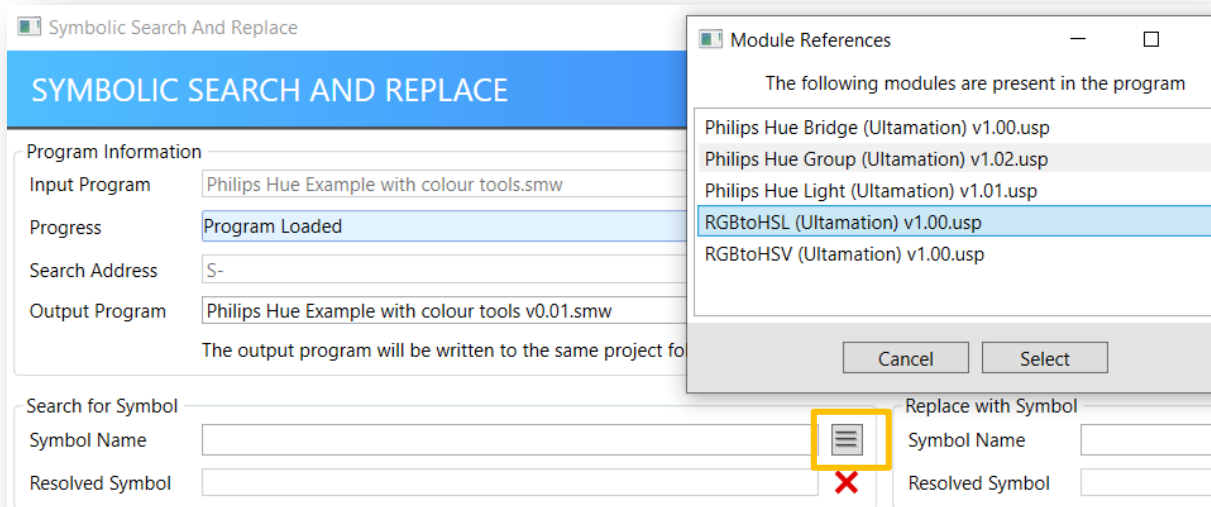 Symbolic Search And Replace
SYMBOLIC SEARCH AND REPLACE
Program Information
Input Program
Philips Hue Example with colour tools.smw
Progress
Program Loaded
Search Address
S-
Output Program
Philips Hue Example with colour tools v0.01.smw
The output program will be written to the same project
Search for Symbol
Symbol Name
Resolved Symbol
Replace with Symbol
Symbol Name
Resolved Symbol
Module References
The following modules are present in the program
Philips Hue Bridge (Ultamation) v1.00.usp
Philips Hue Group (Ultamation) v1.02.usp
Philips Hue Light (Ultamation) v1.01.usp
RGBtoHSL (Ultamation) v1.00.usp
RGBtoHSV (Ultamation) v1.00.usp
Cancel
Select